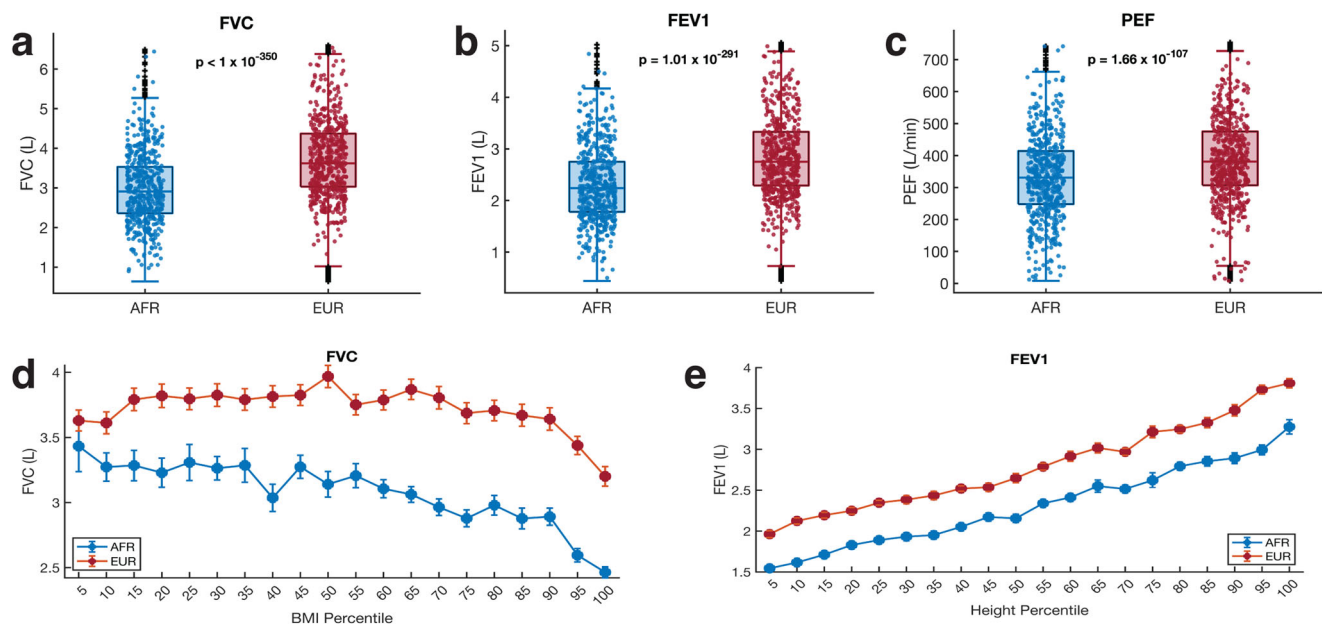 a
FVC
p < 1 x 10⁻³⁵⁰
FVC (L)
6
5
4
3
2
1
AFR
EUR
b
FEV1
p = 1.01 x 10⁻²⁹¹
FEV1 (L)
5
4
3
2
1
AFR
EUR
c
PEF
p = 1.66 x 10⁻¹⁰⁷
PEF (L/min)
700
600
500
400
300
200
100
0
AFR
EUR
d
FVC
FVC (L)
4
3.5
3
2.5
AFR
EUR
5
10
15
20
25
30
35
40
45
50
55
60
65
70
75
80
85
90
95
100
BMI Percentile
e
FEV1
FEV1 (L)
4
3.5
3
2.5
2
1.5
AFR
EUR
5
10
15
20
25
30
35
40
45
50
55
60
65
70
75
80
85
90
95
100
Height Percentile